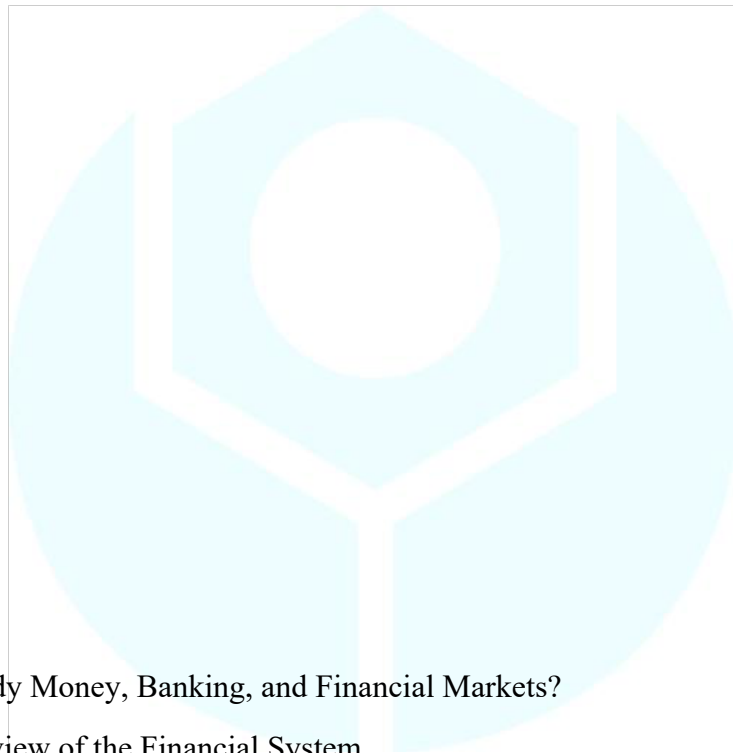 dy Money, Banking, and Financial Markets?
view of the Financial System